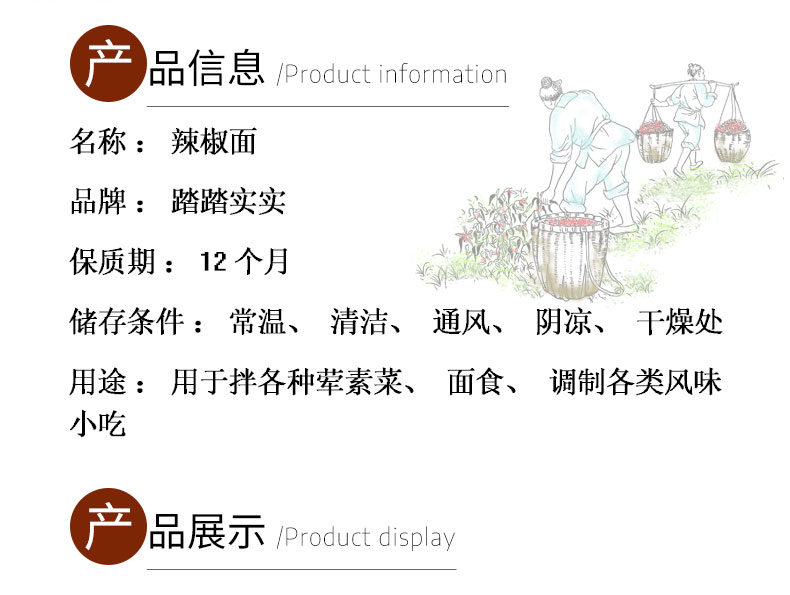 产品信息 /Product information
名称： 辣椒面
品牌： 踏踏实实
保质期： 12个月
储存条件： 常温、 清洁、 通风、 阴凉、 干燥处
用途： 用于拌各种荤素菜、 面食、 调制各类风味
小吃
产品展示 /Product display